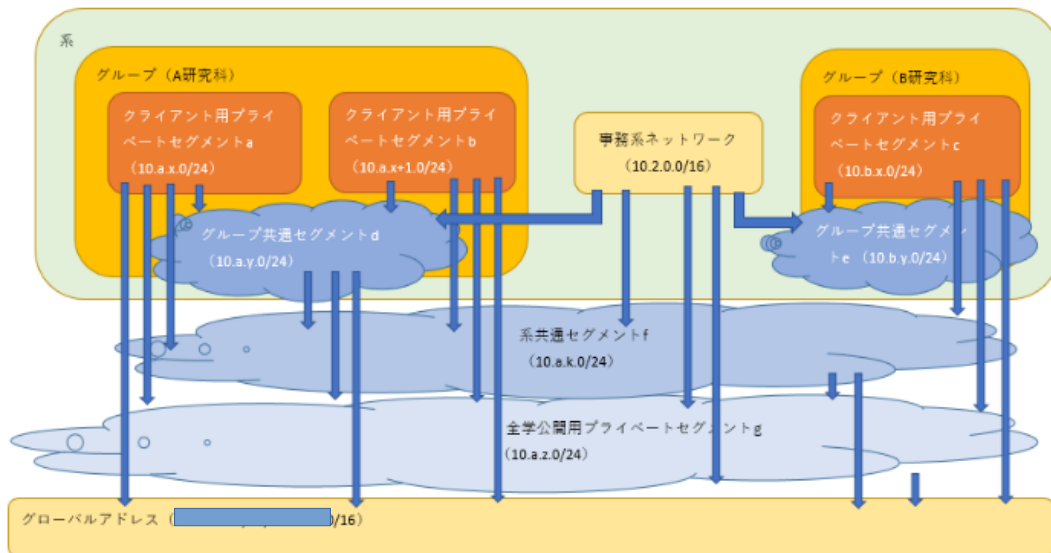 系
グループ（A研究科）
クライアント用プライ
ベートセグメントa
（10.a.x.0/24）
クライアント用プライ
ベートセグメントb
（10.a.x+1.0/24）
事務系ネットワーク
（10.2.0.0/16）
グループ（B研究科）
クライアント用プライ
ベートセグメントc
（10.b.x.0/24）
グループ共通セグメントd
（10.a.y.0/24）
グループ共通セグメン
トe （10.b.y.0/24）
系共通セグメントf
（10.a.k.0/24）
全学公開用プライベートセグメントg
（10.a.z.0/24）
グローバルアドレス（ 0/16）